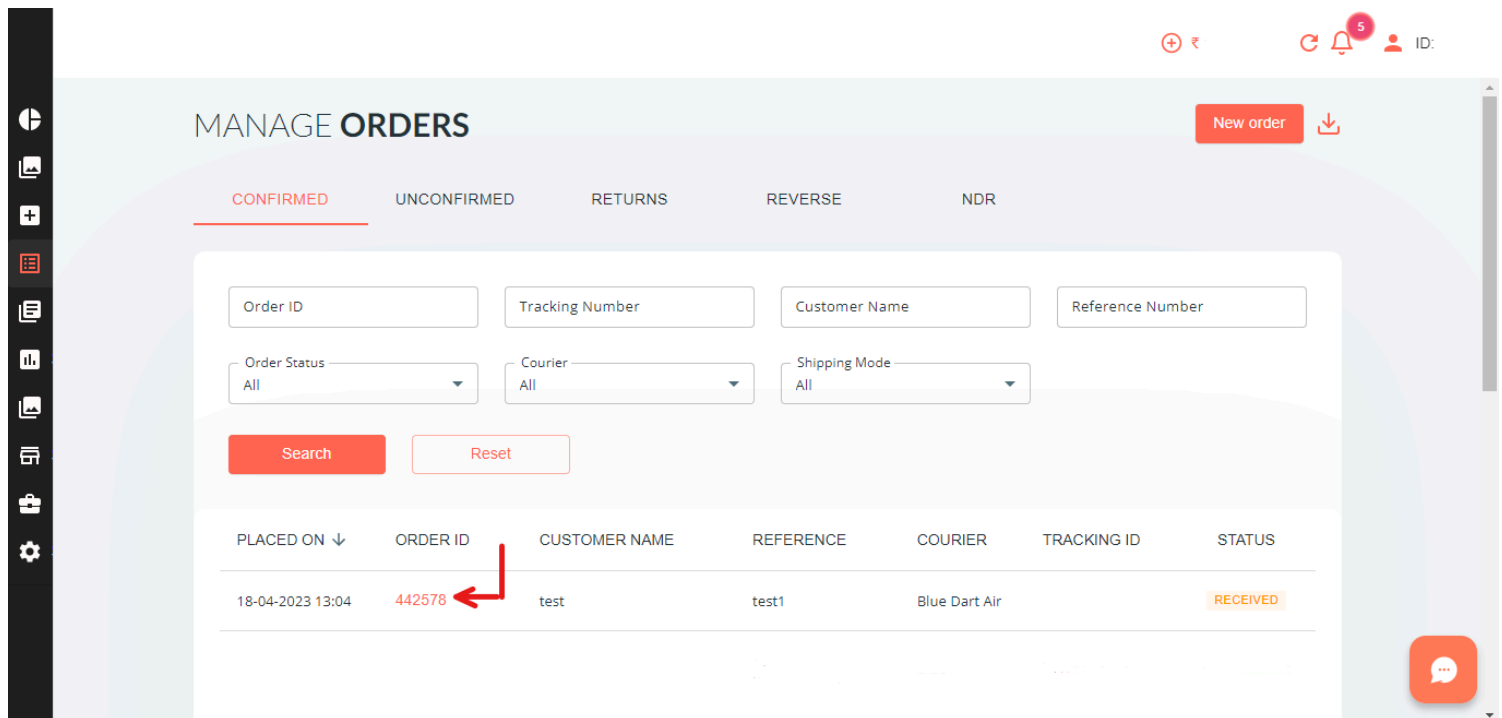 5
₹ ID:
MANAGE ORDERS
New order
CONFIRMED UNCONFIRMED RETURNS REVERSE NDR
Order ID Tracking Number Customer Name Reference Number
Order Status Courier Shipping Mode
All All All
Search Reset
PLACED ON ORDER ID CUSTOMER NAME REFERENCE COURIER TRACKING ID STATUS
18-04-2023 13:04 442578 test test1 Blue Dart Air RECEIVED